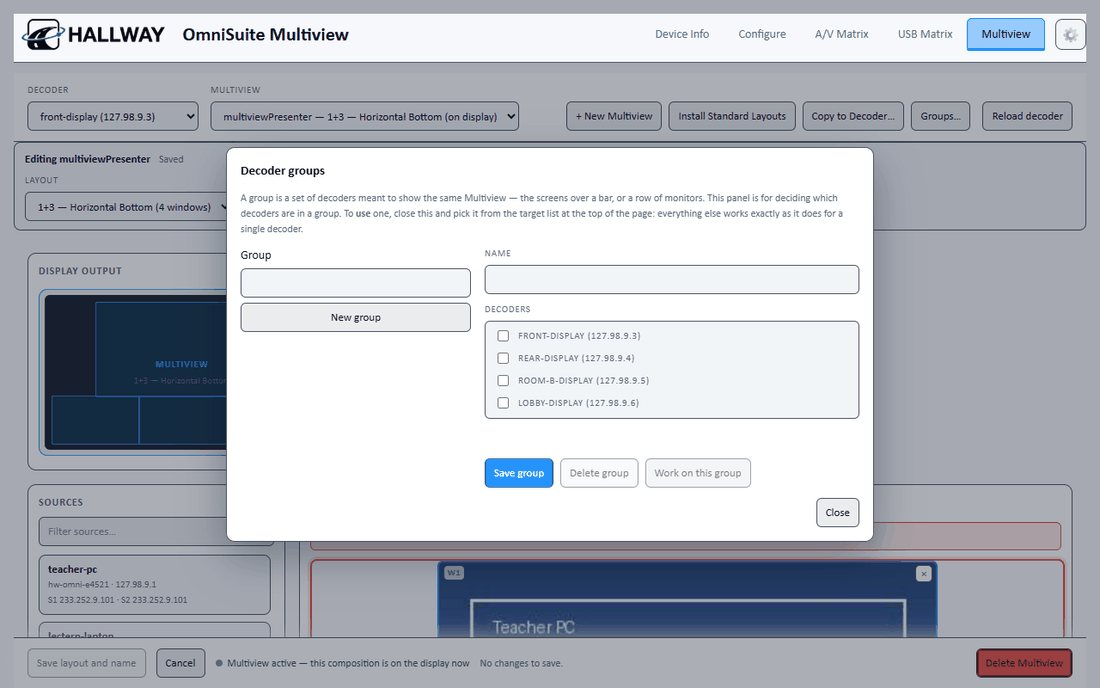 HALLWAY
OmniSuite Multiview
Device Info
Configure
A/V Matrix
USB Matrix
Multiview
DECODER
MULTIVIEW
front-display (127.98.9.3)
multiviewPresenter — 1+3 — Horizontal Bottom (on display)
+ New Multiview
Install Standard Layouts
Copy to Decoder...
Groups...
Reload decoder
Editing multiviewPresenter Saved
LAYOUT
1+3 — Horizontal Bottom (4 windows)
Decoder groups
A group is a set of decoders meant to show the same Multiview — the screens over a bar, or a row of monitors. This panel is for deciding which
decoders are in a group. To use one, close this and pick it from the target list at the top of the page: everything else works exactly as it does for a
single decoder.
Group
New group
NAME
DECODERS
FRONT-DISPLAY (127.98.9.3)
REAR-DISPLAY (127.98.9.4)
ROOM-B-DISPLAY (127.98.9.5)
LOBBY-DISPLAY (127.98.9.6)
Save group
Delete group
Work on this group
Close
DISPLAY OUTPUT
MULTIVIEW
1+3 — Horizontal
SOURCES
Filter sources...
teacher-pc
hw-omni-e4521 · 127.98.9.1
S1 233.252.9.101 · S2 233.252.9.101
lectern-laptop
W1
×
Teacher PC
Save layout and name
Cancel
Multiview active — this composition is on the display now
No changes to save.
Delete Multiview